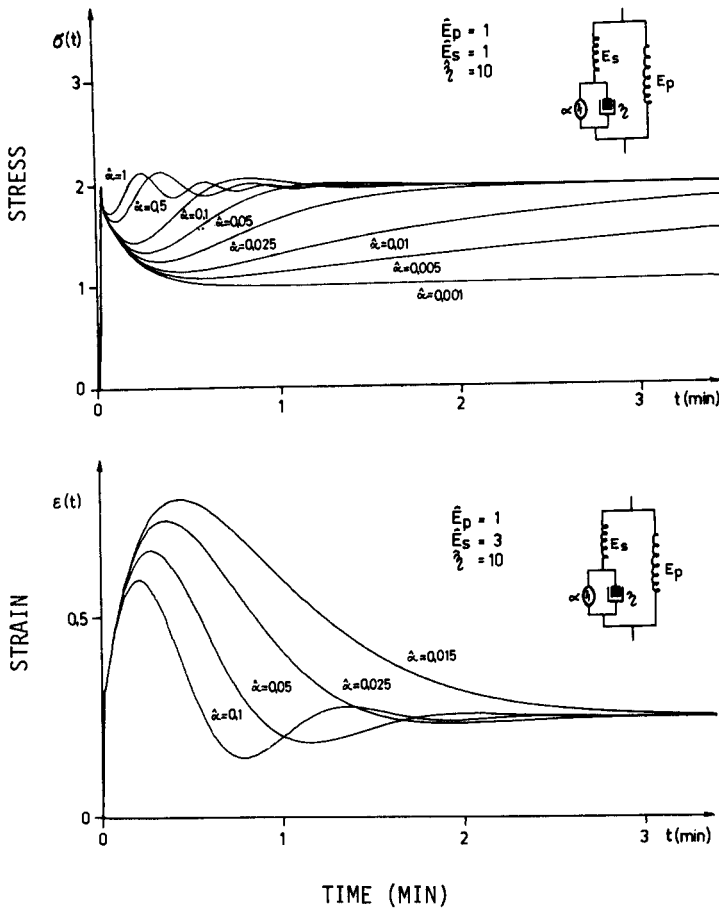 STRESS
σ(t)
3
2
1
0
Êp = 1
Ês = 1
η̂ = 10
Es
Ep
α
η
α̂=1
α̂=0,5
α̂=0,1
α̂=0,05
α̂=0,025
α̂=0,01
α̂=0,005
α̂=0,001
0
1
2
3
t(min)
STRAIN
ε(t)
0,5
0
Êp = 1
Ês = 3
η̂ = 10
Es
Ep
α
η
α̂=0,015
α̂=0,025
α̂=0,05
α̂=0,1
0
1
2
3
t(min)
TIME (MIN)